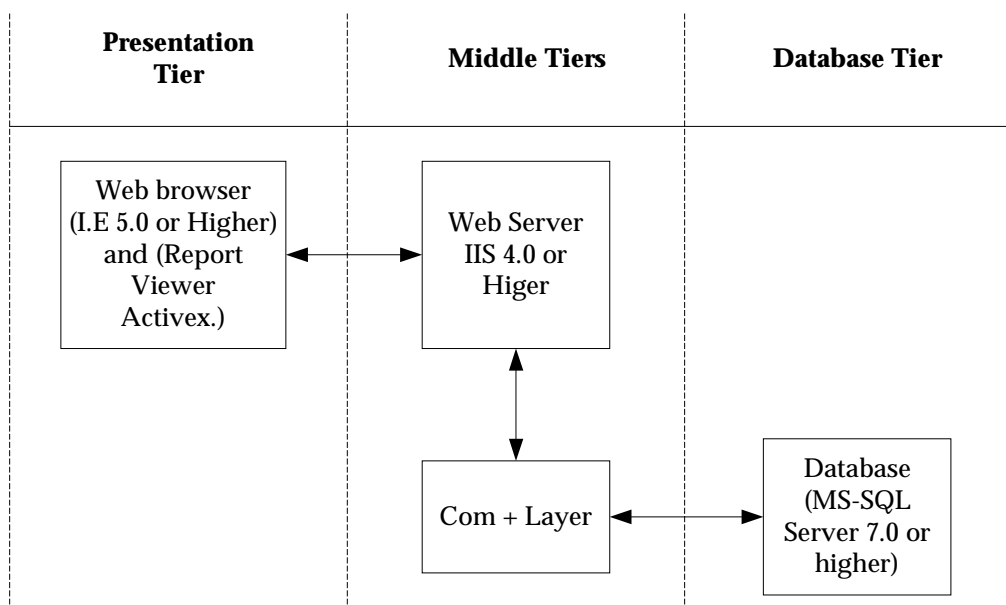 Presentation
Tier
Middle Tiers
Database Tier
Web browser
(I.E 5.0 or Higher)
and (Report
Viewer
Activex.)
Web Server
IIS 4.0 or
Higer
Com + Layer
Database
(MS-SQL
Server 7.0 or
higher)